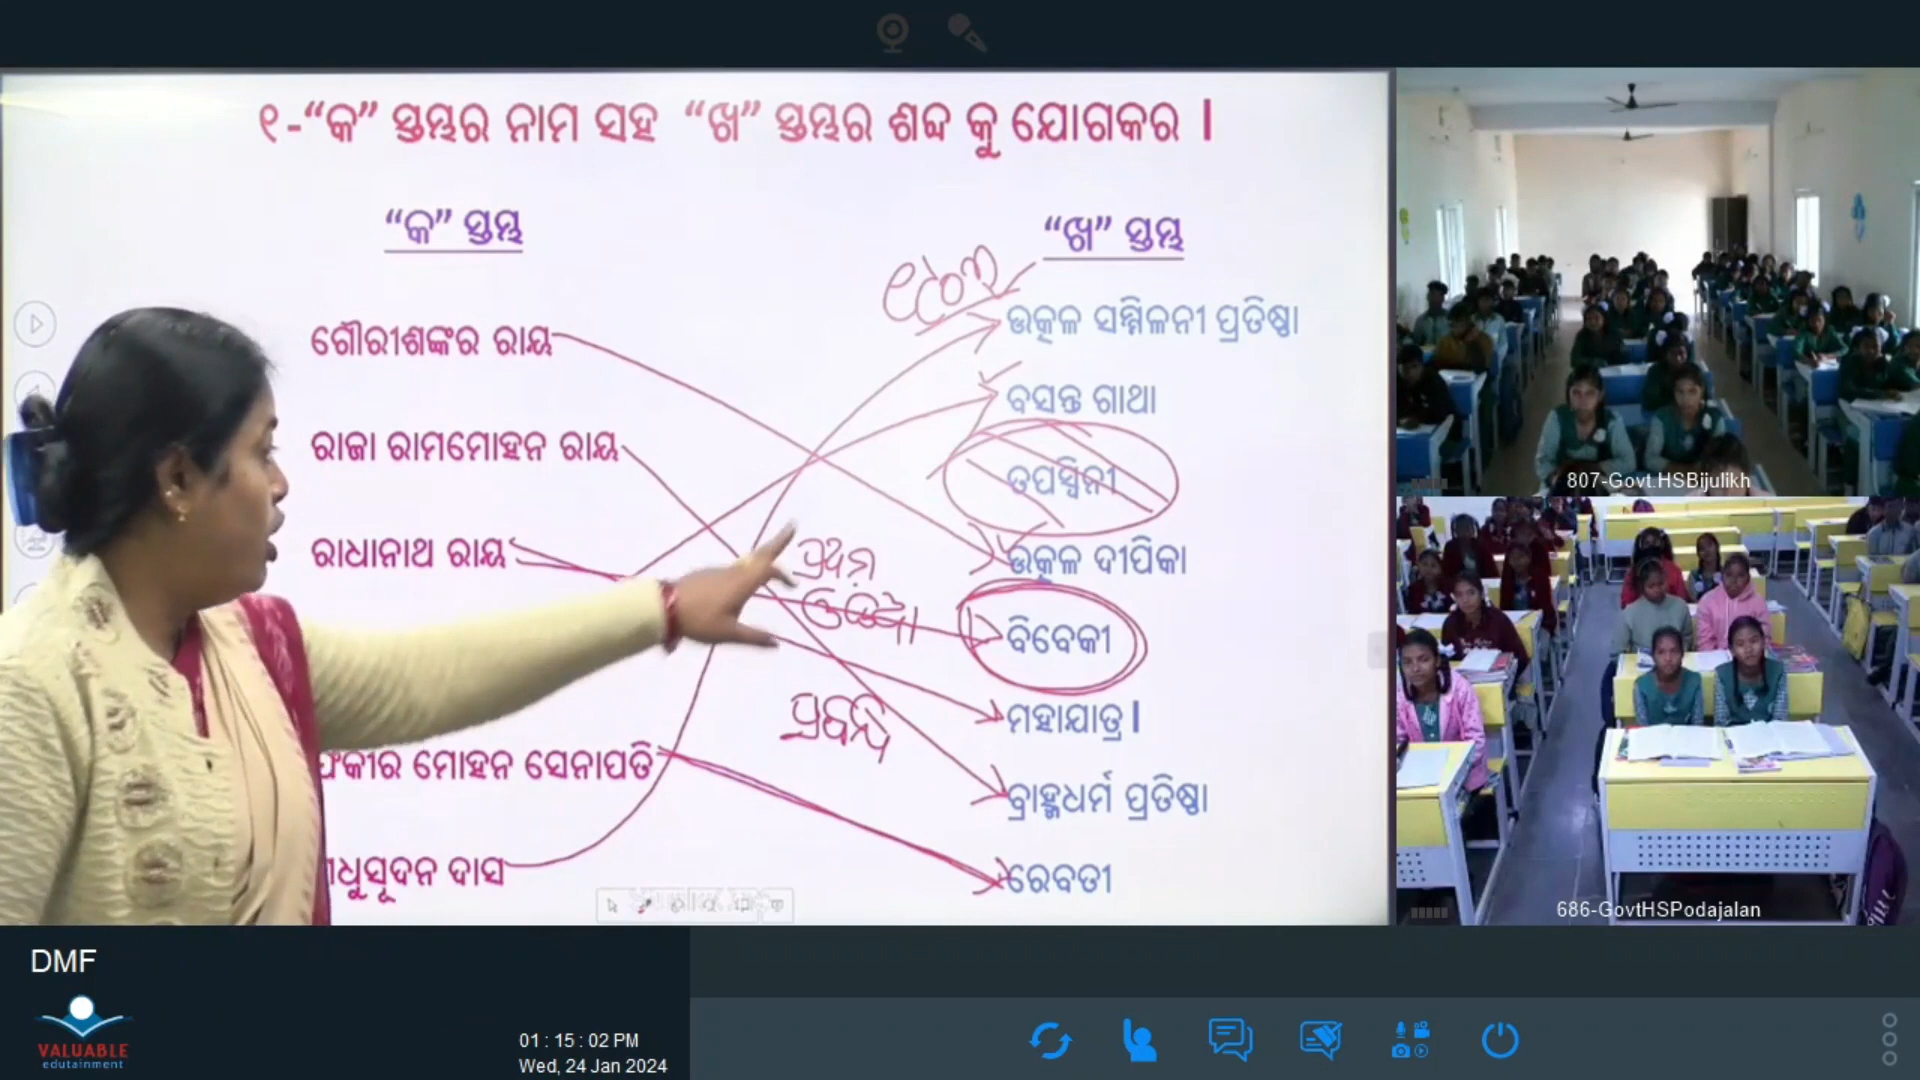 ୧-“କ” ସ୍ତମ୍ଭର ନାମ ସହ “ଖ” ସ୍ତମ୍ଭର ଶବ୍ଦ କୁ ଯୋଗକର ।
“କ” ସ୍ତମ୍ଭ
“ଖ” ସ୍ତମ୍ଭ
୧୯୦୩
ଗୌରୀଶଙ୍କର ରାୟ
ଉତ୍କଳ ସମ୍ମିଳନୀ ପ୍ରତିଷ୍ଠା
ବସନ୍ତ ଗାଥା
ରାଜା ରାମମୋହନ ରାୟ
ତପସ୍ୱିନୀ
ରାଧାନାଥ ରାୟ
ପ୍ରଥମ
ଉତ୍କଳ ଦୀପିକା
ବିବେକୀ
ପ୍ରବନ୍ଧ
ମହାଯାତ୍ରା
ଫକୀର ମୋହନ ସେନାପତି
ବ୍ରାହ୍ମଧର୍ମ ପ୍ରତିଷ୍ଠା
ମଧୁସୂଦନ ଦାସ
ରେବତୀ
807-Govt.HSBijulikh
686-GovtHSPodajalan
DMF
VALUABLE
edutainment
01 : 15 : 02 PM
Wed, 24 Jan 2024